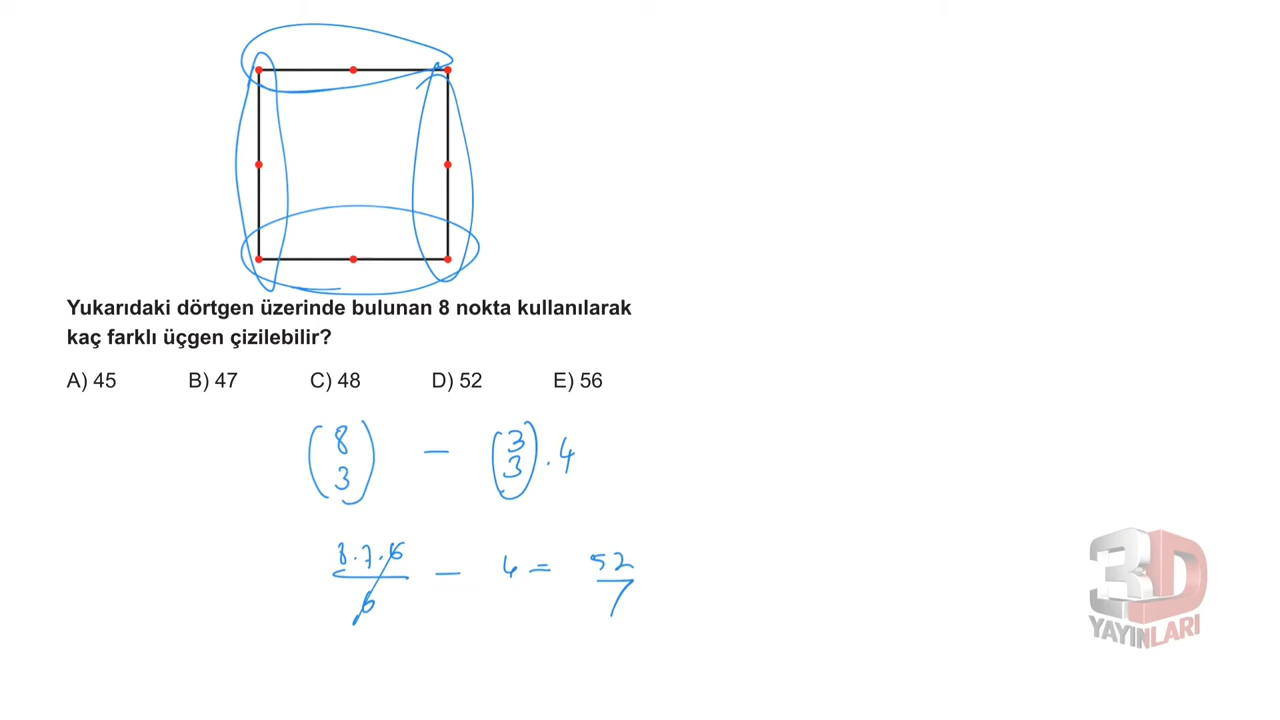 Yukarıdaki dörtgen üzerinde bulunan 8 nokta kullanılarak
kaç farklı üçgen çizilebilir?
A) 45 B) 47 C) 48 D) 52 E) 56
(8 3) - (3 3) . 4
8.7.6 / 6 - 4 = 52
3D
YAYINLARI